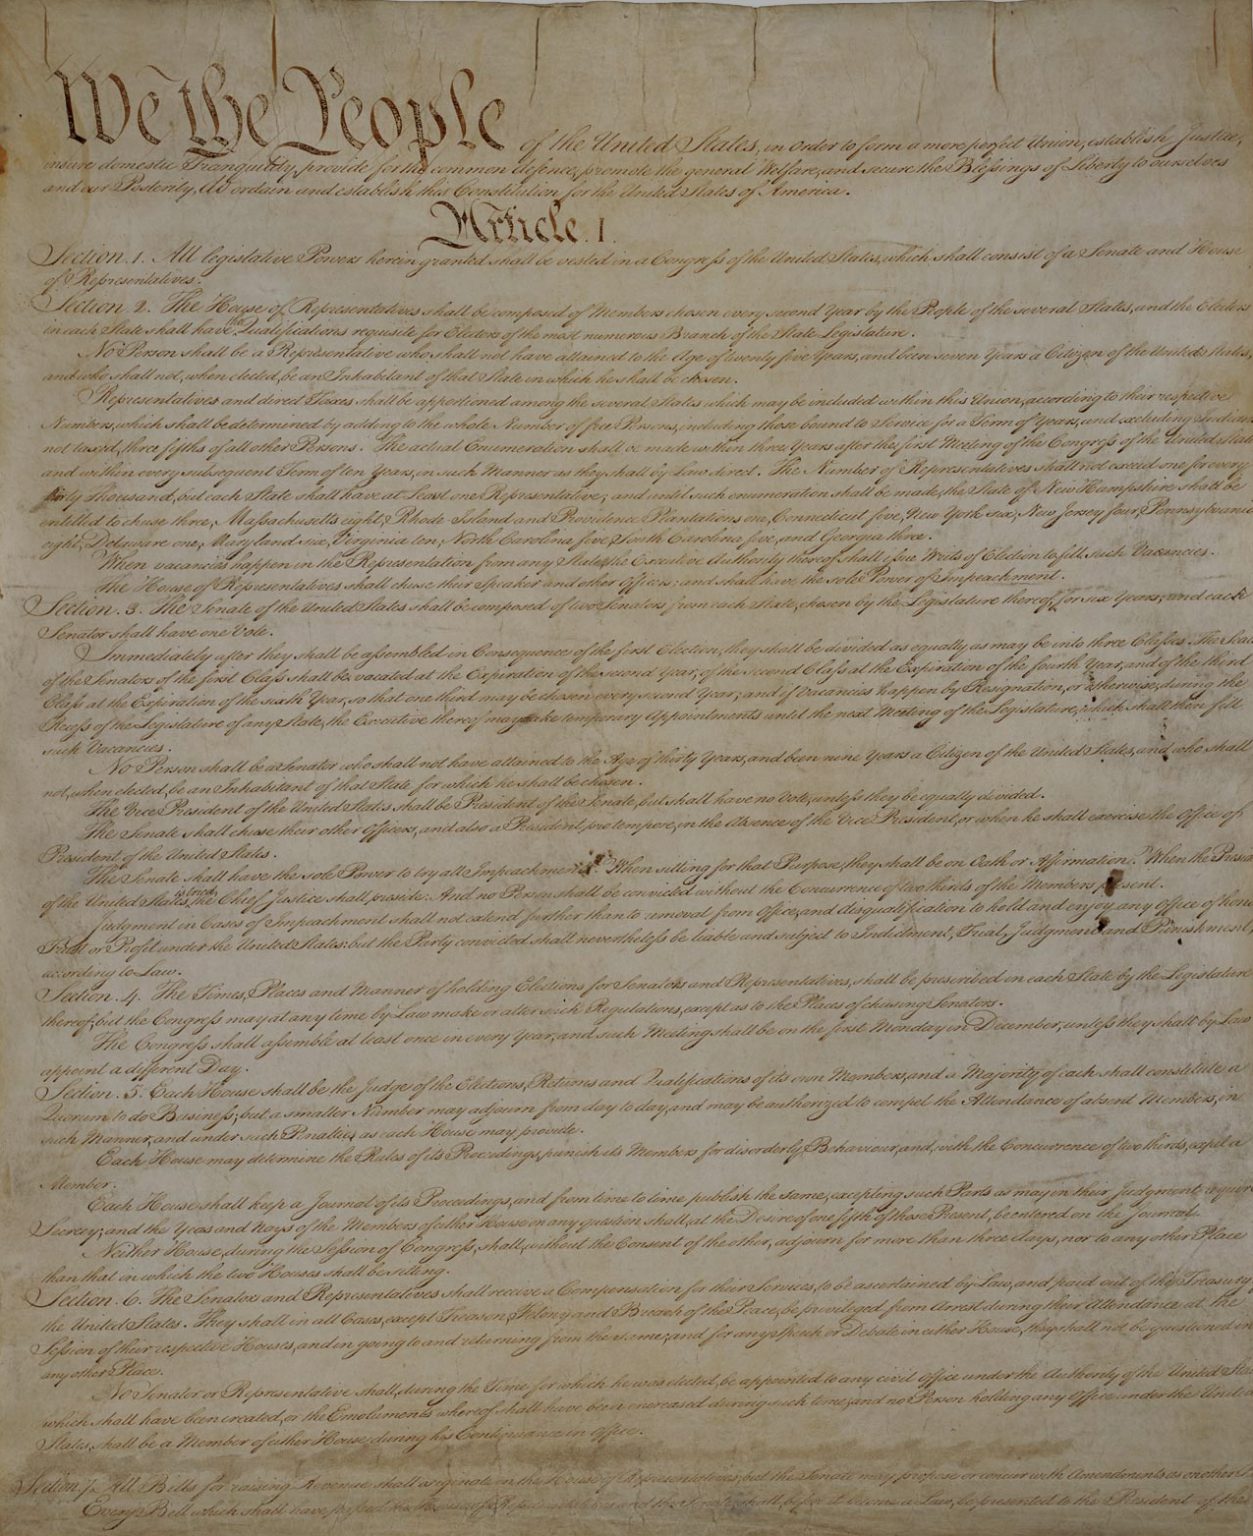 We the People of the United States, in Order to form a more perfect Union, establish Justice,
insure domestic Tranquility, provide for the common defence, promote the general Welfare, and secure the Blessings of Liberty to ourselves
and our Posterity, do ordain and establish this Constitution for the United States of America.
Article. I.
Section. 1. All legislative Powers herein granted shall be vested in a Congress of the United States, which shall consist of a Senate and House
of Representatives.
Section. 2. The House of Representatives shall be composed of Members chosen every second Year by the People of the several States, and the Electors
in each State shall have the Qualifications requisite for Electors of the most numerous Branch of the State Legislature.
No Person shall be a Representative who shall not have attained to the Age of twenty five Years, and been seven Years a Citizen of the United States,
and who shall not, when elected, be an Inhabitant of that State in which he shall be chosen.
Representatives and direct Taxes shall be apportioned among the several States which may be included within this Union, according to their respective
Numbers, which shall be determined by adding to the whole Number of free Persons, including those bound to Service for a Term of Years, and excluding Indians
not taxed, three fifths of all other Persons. The actual Enumeration shall be made within three Years after the first Meeting of the Congress of the United States,
and within every subsequent Term of ten Years, in such Manner as they shall by Law direct. The Number of Representatives shall not exceed one for every
thirty Thousand, but each State shall have at Least one Representative; and until such enumeration shall be made, the State of New Hampshire shall be
entitled to chuse three, Massachusetts eight, Rhode-Island and Providence Plantations one, Connecticut five, New-York six, New Jersey four, Pennsylvania
eight, Delaware one, Maryland six, Virginia ten, North Carolina five, South Carolina five, and Georgia three.
When vacancies happen in the Representation from any State, the Executive Authority thereof shall issue Writs of Election to fill such Vacancies.
The House of Representatives shall chuse their Speaker and other Officers; and shall have the sole Power of Impeachment.
Section. 3. The Senate of the United States shall be composed of two Senators from each State, chosen by the Legislature thereof, for six Years; and each
Senator shall have one Vote.
Immediately after they shall be assembled in Consequence of the first Election, they shall be divided as equally as may be into three Classes. The Seats
of the Senators of the first Class shall be vacated at the Expiration of the second Year, of the second Class at the Expiration of the fourth Year, and of the third
Class at the Expiration of the sixth Year, so that one third may be chosen every second Year; and if Vacancies happen by Resignation, or otherwise, during the
Recess of the Legislature of any State, the Executive thereof may make temporary Appointments until the next Meeting of the Legislature, which shall then fill
such Vacancies.
No Person shall be a Senator who shall not have attained to the Age of thirty Years, and been nine Years a Citizen of the United States, and who shall
not, when elected, be an Inhabitant of that State for which he shall be chosen.
The Vice President of the United States shall be President of the Senate, but shall have no Vote, unless they be equally divided.
The Senate shall chuse their other Officers, and also a President pro tempore, in the Absence of the Vice President, or when he shall exercise the Office of
President of the United States.
The Senate shall have the sole Power to try all Impeachments. When sitting for that Purpose, they shall be on Oath or Affirmation. When the President
of the United States is tried, the Chief Justice shall preside: And no Person shall be convicted without the Concurrence of two thirds of the Members present.
Judgment in Cases of Impeachment shall not extend further than to removal from Office, and disqualification to hold and enjoy any Office of honor,
Trust or Profit under the United States: but the Party convicted shall nevertheless be liable and subject to Indictment, Trial, Judgment and Punishment,
according to Law.
Section. 4. The Times, Places and Manner of holding Elections for Senators and Representatives, shall be prescribed in each State by the Legislature
thereof; but the Congress may at any time by Law make or alter such Regulations, except as to the Places of chusing Senators.
The Congress shall assemble at least once in every Year, and such Meeting shall be on the first Monday in December, unless they shall by Law
appoint a different Day.
Section. 5. Each House shall be the Judge of the Elections, Returns and Qualifications of its own Members, and a Majority of each shall constitute a
Quorum to do Business; but a smaller Number may adjourn from day to day, and may be authorized to compel the Attendance of absent Members, in
such Manner, and under such Penalties as each House may provide.
Each House may determine the Rules of its Proceedings, punish its Members for disorderly Behaviour, and, with the Concurrence of two thirds, expel a
Member.
Each House shall keep a Journal of its Proceedings, and from time to time publish the same, excepting such Parts as may in their Judgment require
Secrecy; and the Yeas and Nays of the Members of either House on any question shall, at the Desire of one fifth of those Present, be entered on the Journal.
Neither House, during the Session of Congress, shall, without the Consent of the other, adjourn for more than three days, nor to any other Place
than that in which the two Houses shall be sitting.
Section. 6. The Senators and Representatives shall receive a Compensation for their Services, to be ascertained by Law, and paid out of the Treasury of
the United States. They shall in all Cases, except Treason, Felony and Breach of the Peace, be privileged from Arrest during their Attendance at the
Session of their respective Houses, and in going to and returning from the same; and for any Speech or Debate in either House, they shall not be questioned in
any other Place.
No Senator or Representative shall, during the Time for which he was elected, be appointed to any civil Office under the Authority of the United States,
which shall have been created, or the Emoluments whereof shall have been encreased during such time; and no Person holding any Office under the United
States, shall be a Member of either House during his Continuance in Office.
Section. 7. All Bills for raising Revenue shall originate in the House of Representatives; but the Senate may propose or concur with Amendments as on other
Every Bill which shall have passed the House of Representatives and the Senate, shall, before it become a Law, be presented to the President of the